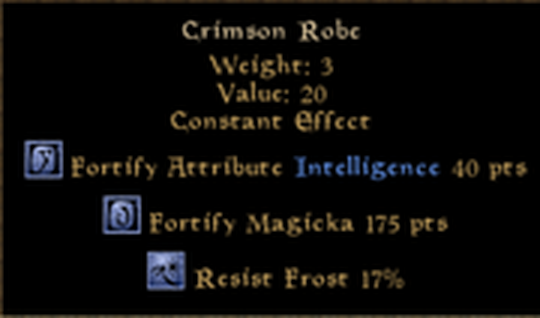 Crimson Robe
Weight: 3
Value: 20
Constant Effect
Fortify Attribute Intelligence 40 pts
Fortify Magicka 175 pts
Resist Frost 17%